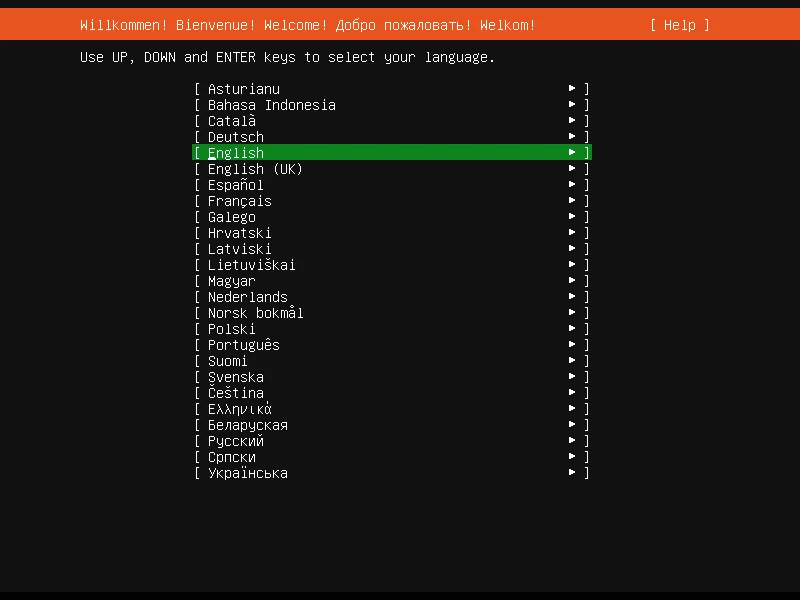 Willkommen! Bienvenue! Welcome! Добро пожаловать! Welkom! [ Help ]
Use UP, DOWN and ENTER keys to select your language.
[ Asturianu ▸ ]
[ Bahasa Indonesia ▸ ]
[ Català ▸ ]
[ Deutsch ▸ ]
[ English ▸ ]
[ English (UK) ▸ ]
[ Español ▸ ]
[ Français ▸ ]
[ Galego ▸ ]
[ Hrvatski ▸ ]
[ Latviski ▸ ]
[ Lietuviškai ▸ ]
[ Magyar ▸ ]
[ Nederlands ▸ ]
[ Norsk bokmål ▸ ]
[ Polski ▸ ]
[ Português ▸ ]
[ Suomi ▸ ]
[ Svenska ▸ ]
[ Čeština ▸ ]
[ Ελληνικά ▸ ]
[ Беларуская ▸ ]
[ Русский ▸ ]
[ Српски ▸ ]
[ Українська ▸ ]